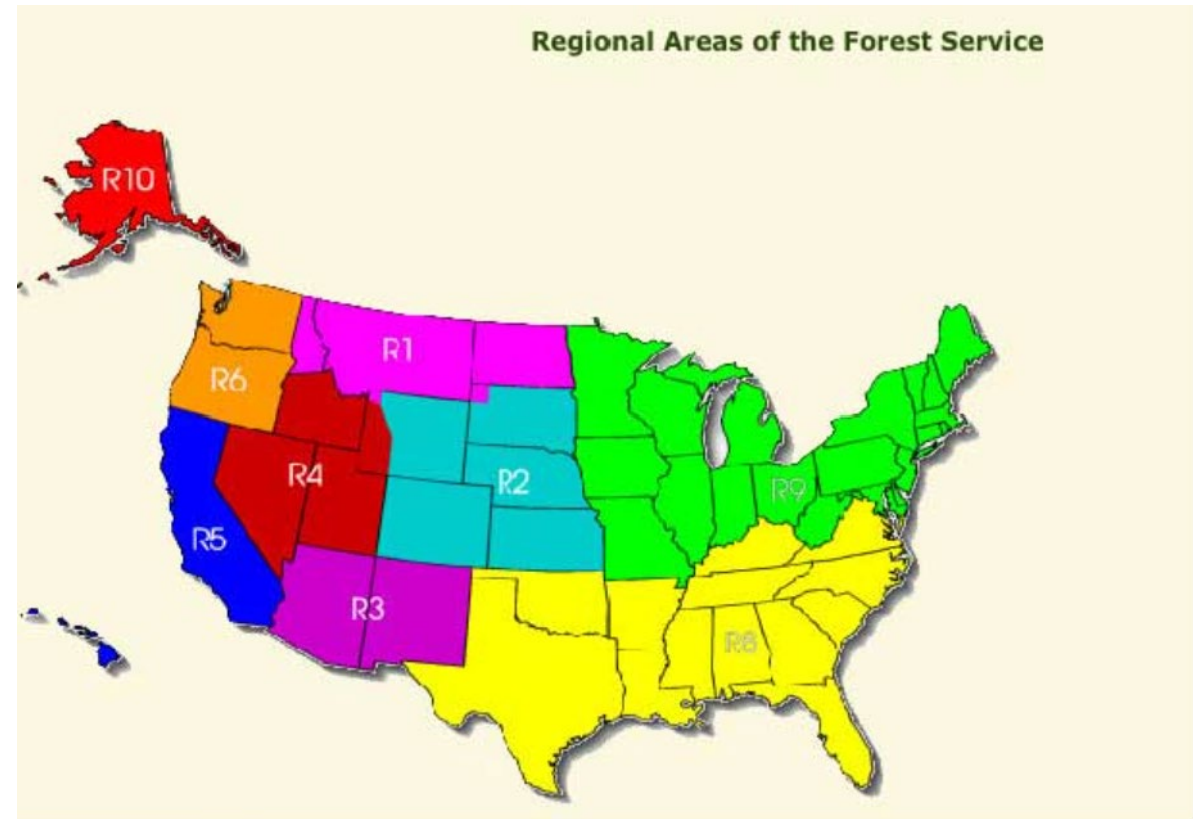 Regional Areas of the Forest Service
R10
R1
R6
R4
R2
R9
R5
R3
R8